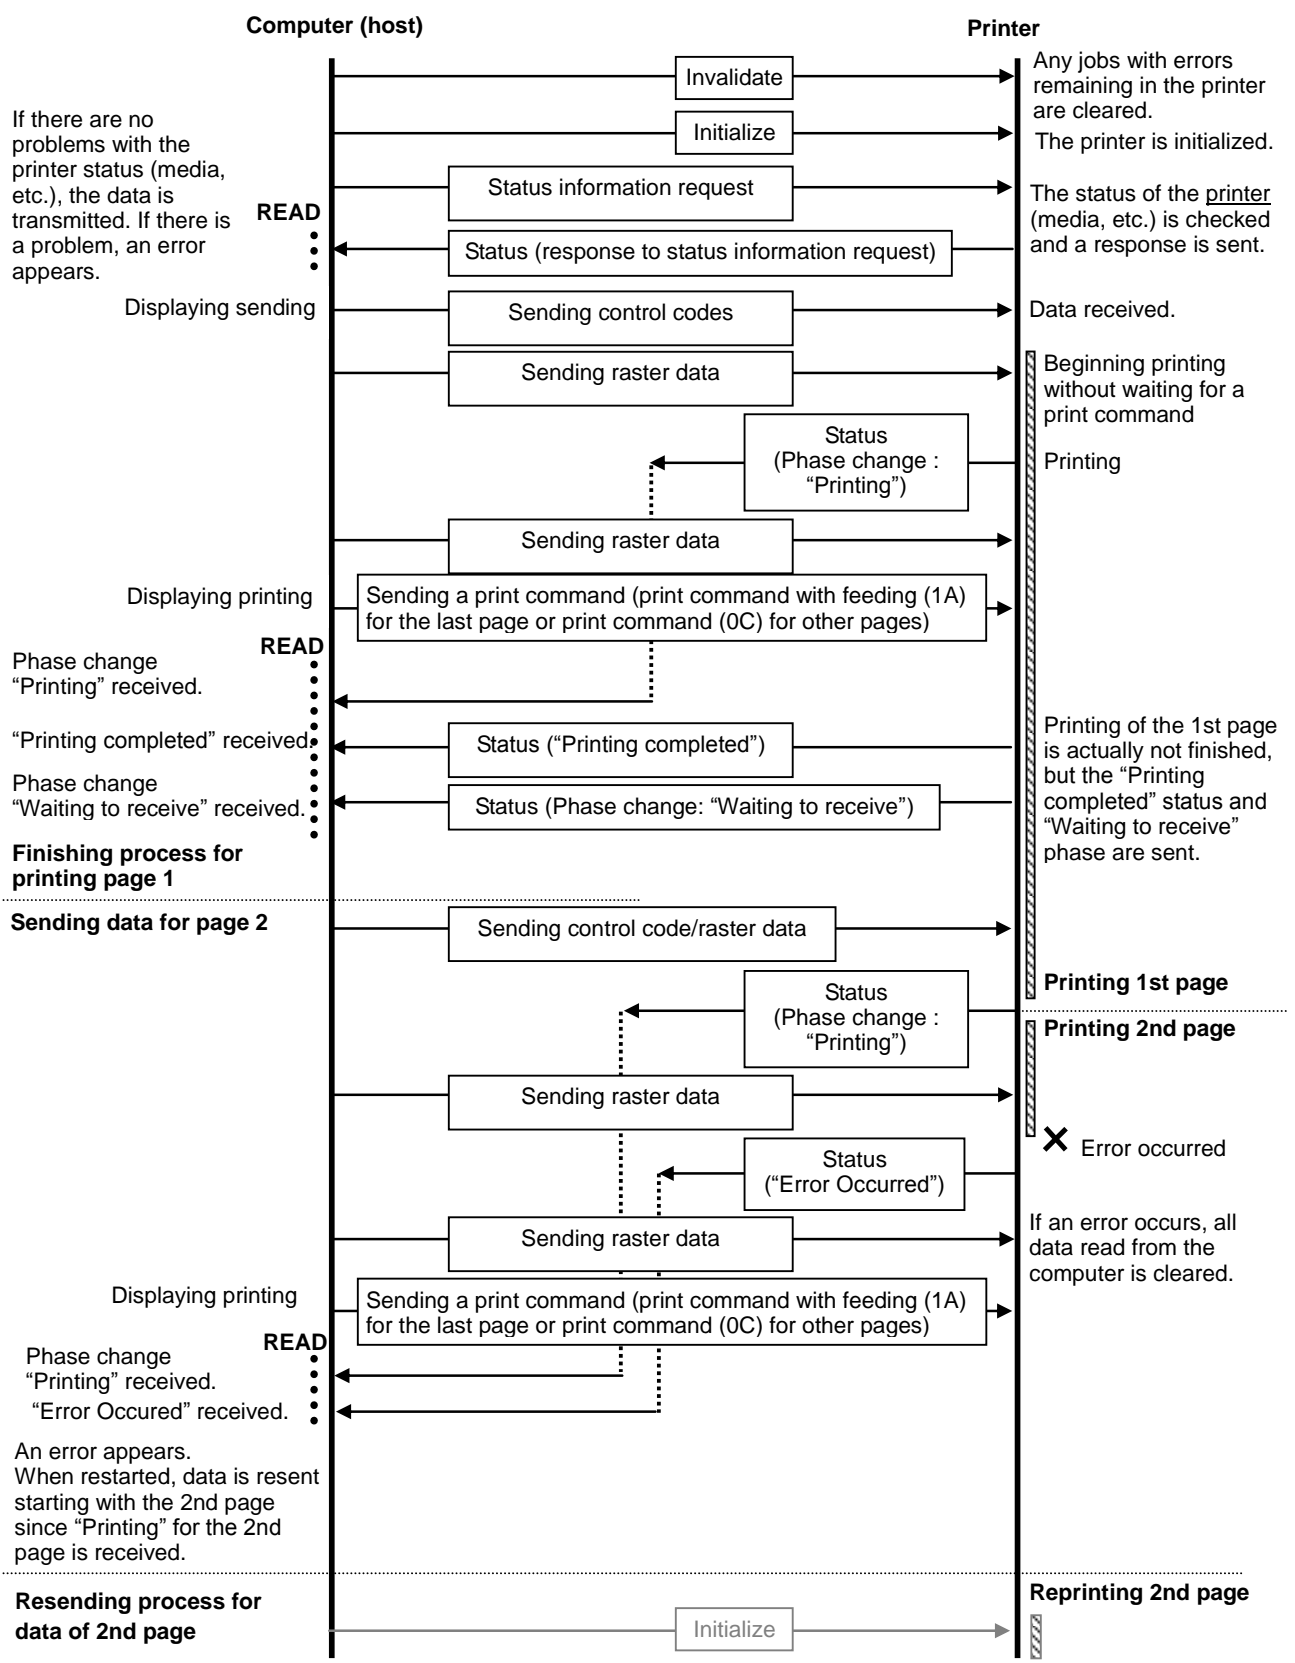 Computer (host)
Printer
Invalidate
Any jobs with errors
remaining in the printer
are cleared.
If there are no
problems with the
printer status (media,
etc.), the data is
transmitted. If there is
a problem, an error
appears.
Initialize
The printer is initialized.
Status information request
READ
The status of the printer
(media, etc.) is checked
and a response is sent.
Status (response to status information request)
Displaying sending
Sending control codes
Data received.
Sending raster data
Beginning printing
without waiting for a
print command
Status
(Phase change :
“Printing”)
Printing
Sending raster data
Displaying printing
Sending a print command (print command with feeding (1A)
for the last page or print command (0C) for other pages)
READ
Phase change
“Printing” received.
“Printing completed” received.
Status (“Printing completed”)
Printing of the 1st page
is actually not finished,
but the “Printing
completed” status and
“Waiting to receive”
phase are sent.
Phase change
“Waiting to receive” received.
Status (Phase change: “Waiting to receive”)
Finishing process for
printing page 1
Sending data for page 2
Sending control code/raster data
Printing 1st page
Status
(Phase change :
“Printing”)
Printing 2nd page
Sending raster data
Error occurred
Status
(“Error Occurred”)
Sending raster data
If an error occurs, all
data read from the
computer is cleared.
Displaying printing
Sending a print command (print command with feeding (1A)
for the last page or print command (0C) for other pages)
READ
Phase change
“Printing” received.
“Error Occured” received.
An error appears.
When restarted, data is resent
starting with the 2nd page
since “Printing” for the 2nd
page is received.
Resending process for
data of 2nd page
Reprinting 2nd page
Initialize